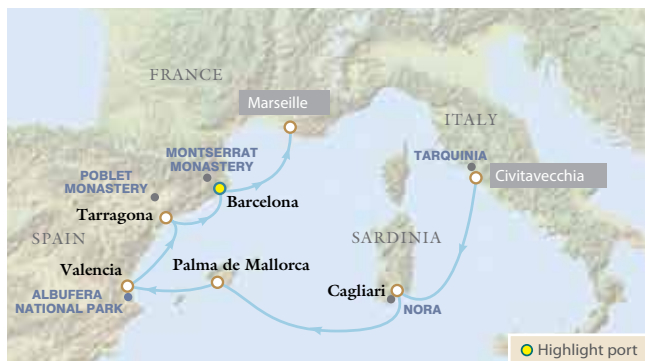 FRANCE
Marseille
ITALY
MONTSERRAT
MONASTERY
TARQUINIA
Civitavecchia
POBLET
MONASTERY
Barcelona
Tarragona
SPAIN
SARDINIA
Valencia
Palma de Mallorca
Cagliari
ALBUFERA
NATIONAL PARK
NORA
Highlight port